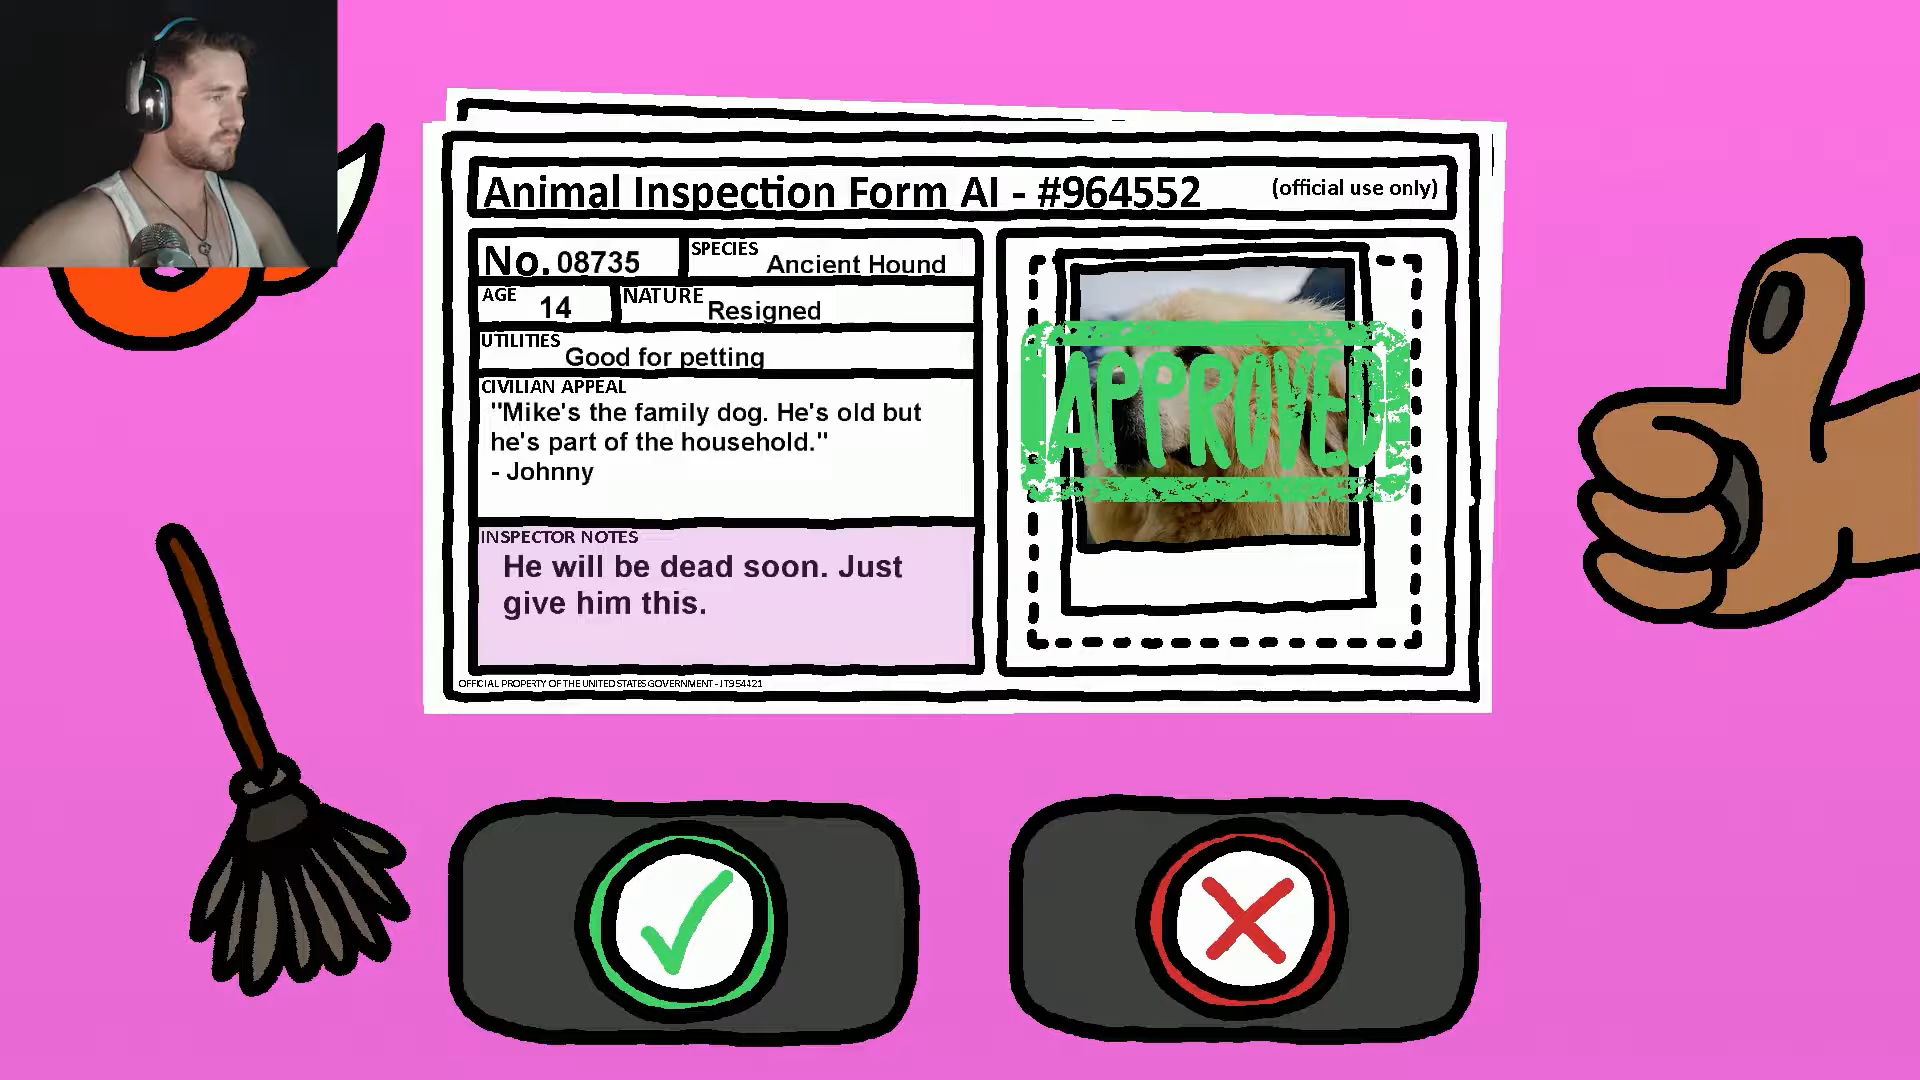 Animal Inspection Form AI - #964552
(official use only)
No. 08735
SPECIES Ancient Hound
AGE 14
NATURE Resigned
UTILITIES Good for petting
CIVILIAN APPEAL
"Mike's the family dog. He's old but
he's part of the household."
- Johnny
APPROVED
INSPECTOR NOTES
He will be dead soon. Just
give him this.
OFFICIAL PROPERTY OF THE UNITED STATES GOVERNMENT - JT954421